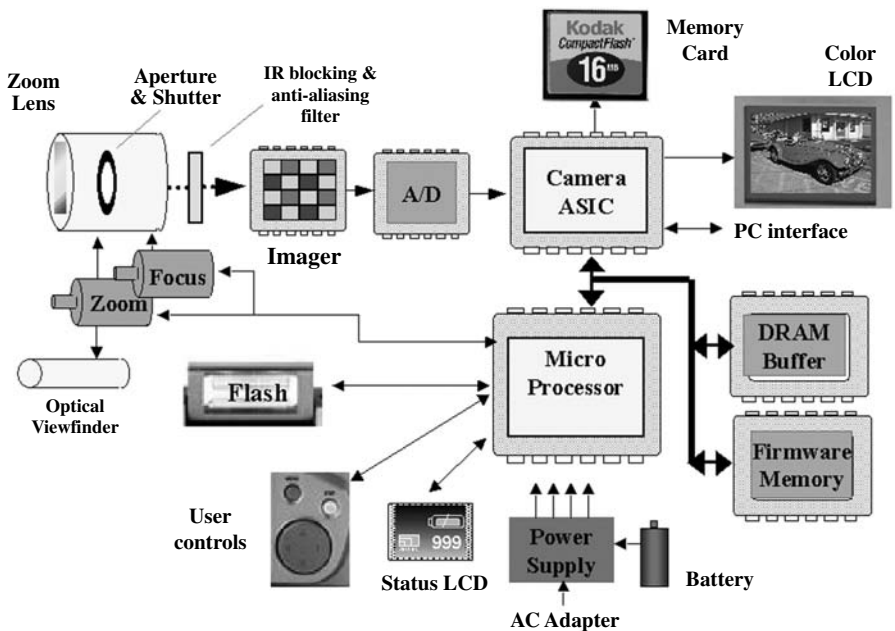 Kodak
CompactFlash
16MB
Memory
Card
Color
LCD
Zoom
Lens
Aperture
& Shutter
IR blocking &
anti-aliasing
filter
A/D
Camera
ASIC
Imager
PC interface
Focus
Zoom
DRAM
Buffer
Micro
Processor
Flash
Optical
Viewfinder
Firmware
Memory
MENU
User
controls
999
Status LCD
Power
Supply
Battery
AC Adapter